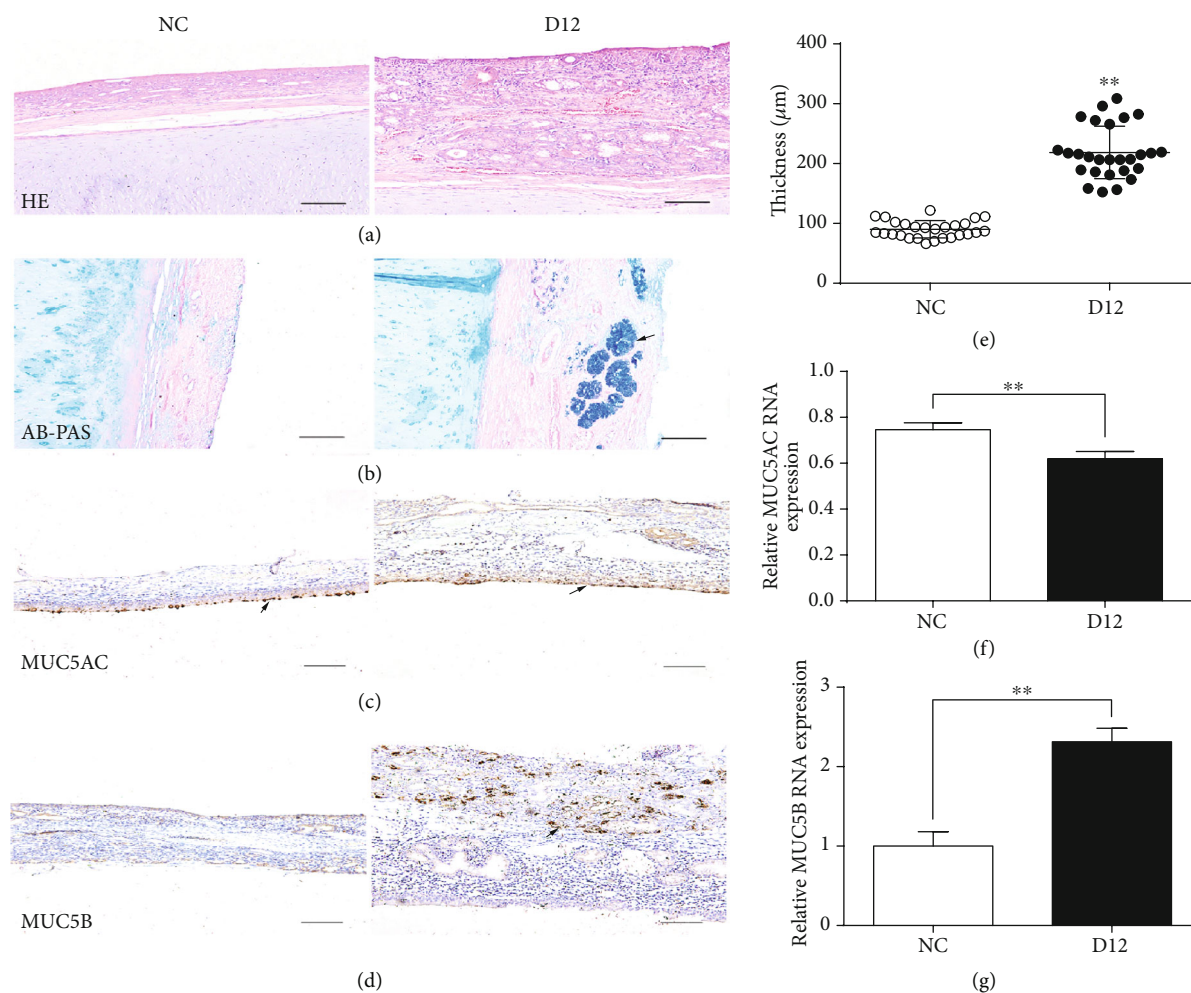 NC
D12
HE
(a)
AB-PAS
(b)
MUC5AC
(c)
MUC5B
(d)
400
300
200
100
0
Thickness (μm)
**
NC
D12
(e)
1.0
0.8
0.6
0.4
0.2
0.0
Relative MUC5AC RNA
expression
**
NC
D12
(f)
3
2
1
0
Relative MUC5B RNA expression
**
NC
D12
(g)